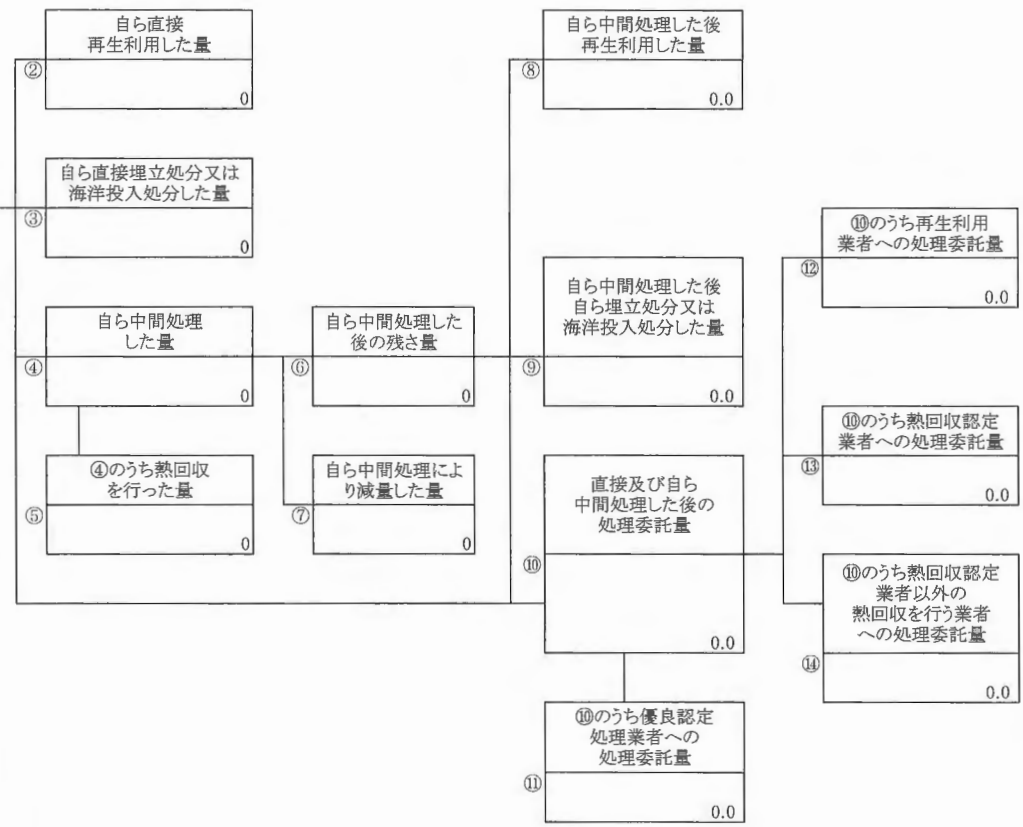 自ら直接
再生利用した量
②
0
自ら中間処理した後
再生利用した量
⑧
0.0
自ら直接埋立処分又は
海洋投入処分した量
③
0
⑩のうち再生利用
業者への処理委託量
⑫
0.0
自ら中間処理
した量
④
0
自ら中間処理した
後の残さ量
⑥
0
自ら中間処理した後
自ら埋立処分又は
海洋投入処分した量
⑨
0.0
⑩のうち熱回収認定
業者への処理委託量
⑬
0.0
④のうち熱回収
を行った量
⑤
0
自ら中間処理によ
り減量した量
⑦
0
直接及び自ら
中間処理した後の
処理委託量
⑩
0.0
⑩のうち熱回収認定
業者以外の
熱回収を行う業者
への処理委託量
⑭
0.0
⑩のうち優良認定
処理業者への
処理委託量
⑪
0.0